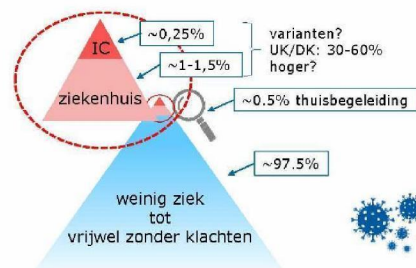 IC
~0,25%
varianten?
UK/DK: 30-60%
hoger?
~1-1,5%
ziekenhuis
~0.5% thuisbegeleiding
~97.5%
weinig ziek
tot
vrijwel zonder klachten